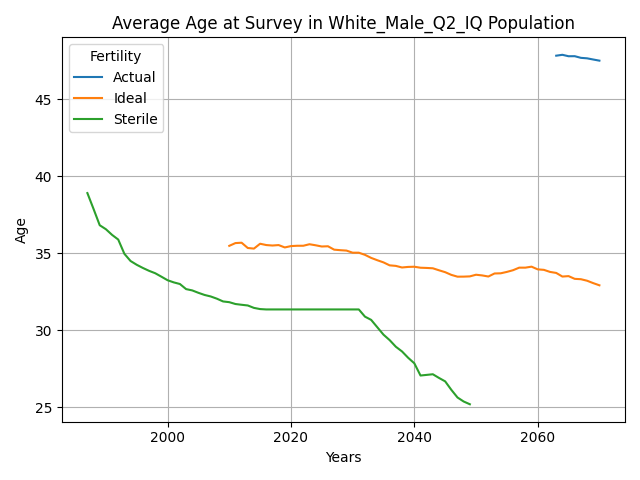 Average Age at Survey in White_Male_Q2_IQ Population
Fertility
Actual
Ideal
Sterile
45
40
35
30
25
Age
2000
2020
2040
2060
Years